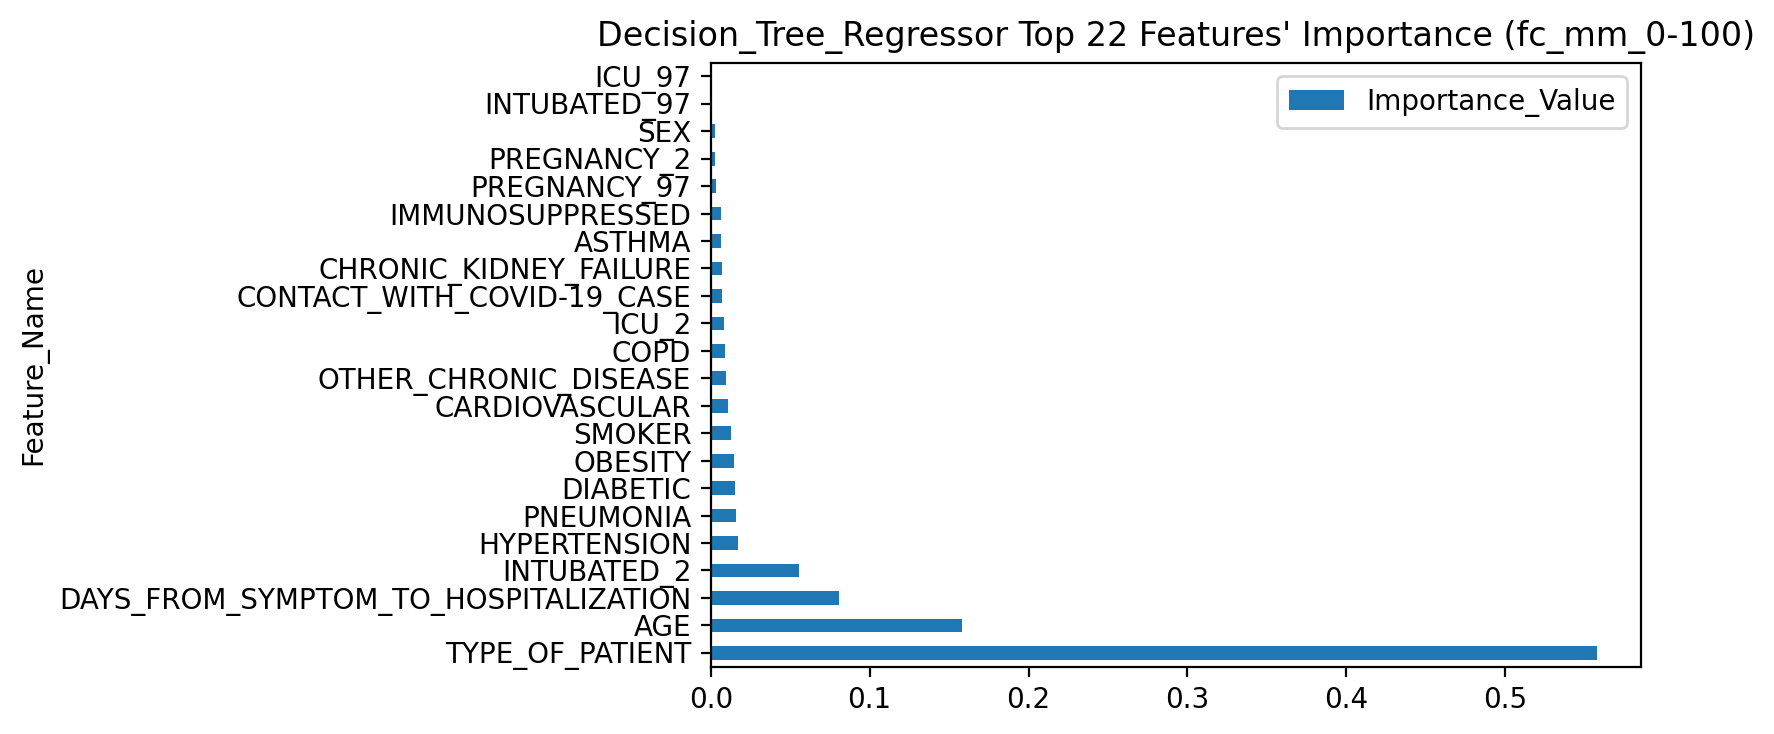 Decision_Tree_Regressor Top 22 Features' Importance (fc_mm_0-100)
Importance_Value
Feature_Name
ICU_97
INTUBATED_97
SEX
PREGNANCY_2
PREGNANCY_97
IMMUNOSUPPRESSED
ASTHMA
CHRONIC_KIDNEY_FAILURE
CONTACT_WITH_COVID-19_CASE
ICU_2
COPD
OTHER_CHRONIC_DISEASE
CARDIOVASCULAR
SMOKER
OBESITY
DIABETIC
PNEUMONIA
HYPERTENSION
INTUBATED_2
DAYS_FROM_SYMPTOM_TO_HOSPITALIZATION
AGE
TYPE_OF_PATIENT
0.0 0.1 0.2 0.3 0.4 0.5